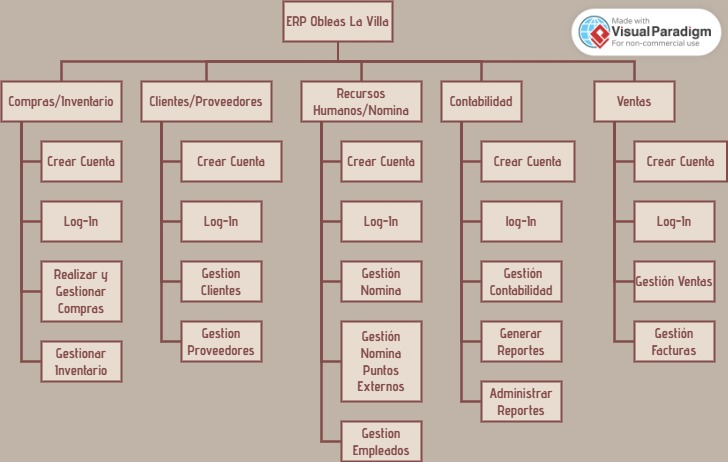 ERP Obleas La Villa
Made with
Visual Paradigm
For non-commercial use
Compras/Inventario
Clientes/Proveedores
Recursos
Humanos/Nomina
Contabilidad
Ventas
Crear Cuenta
Crear Cuenta
Crear Cuenta
Crear Cuenta
Crear Cuenta
Log-In
Log-In
Log-In
log-In
Log-In
Realizar y
Gestionar
Compras
Gestion
Clientes
Gestión
Nomina
Gestión
Contabilidad
Gestión Ventas
Gestionar
Inventario
Gestion
Proveedores
Gestión
Nomina
Puntos
Externos
Generar
Reportes
Gestión
Facturas
Gestion
Empleados
Administrar
Reportes